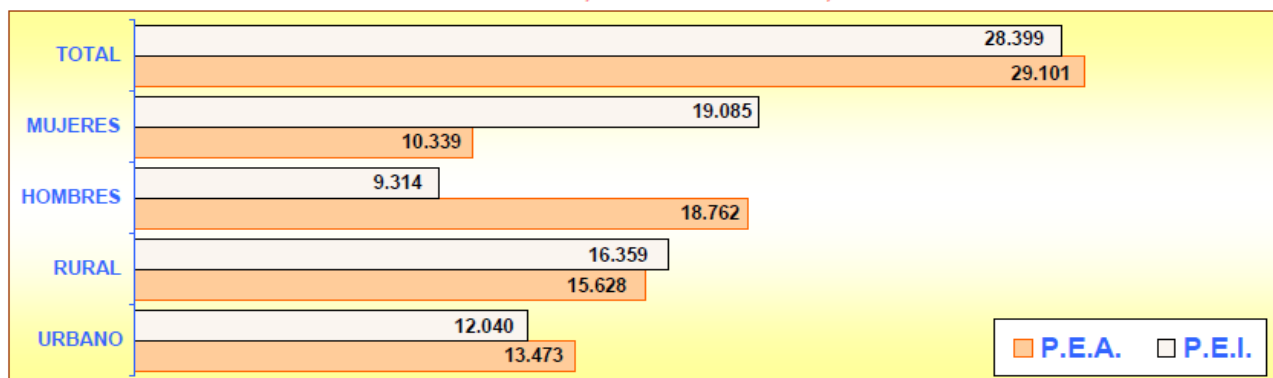 TOTAL
28.399
29.101
MUJERES
19.085
10.339
HOMBRES
9.314
18.762
RURAL
16.359
15.628
URBANO
12.040
13.473
P.E.A. P.E.I.